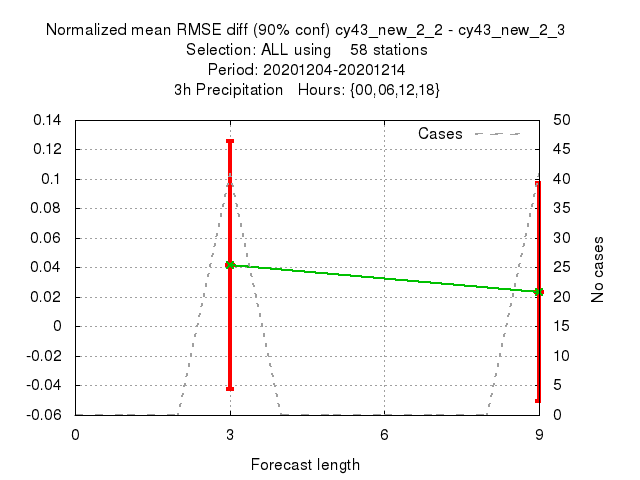 Normalized mean RMSE diff (90% conf) cy43_new_2_2 - cy43_new_2_3
Selection: ALL using    58 stations
Period: 20201204-20201214
3h Precipitation   Hours: {00,06,12,18}
Cases
0.14
0.12
0.1
0.08
0.06
0.04
0.02
0
-0.02
-0.04
-0.06
50
45
40
35
30
25
20
15
10
5
0
No cases
0 3 6 9
Forecast length